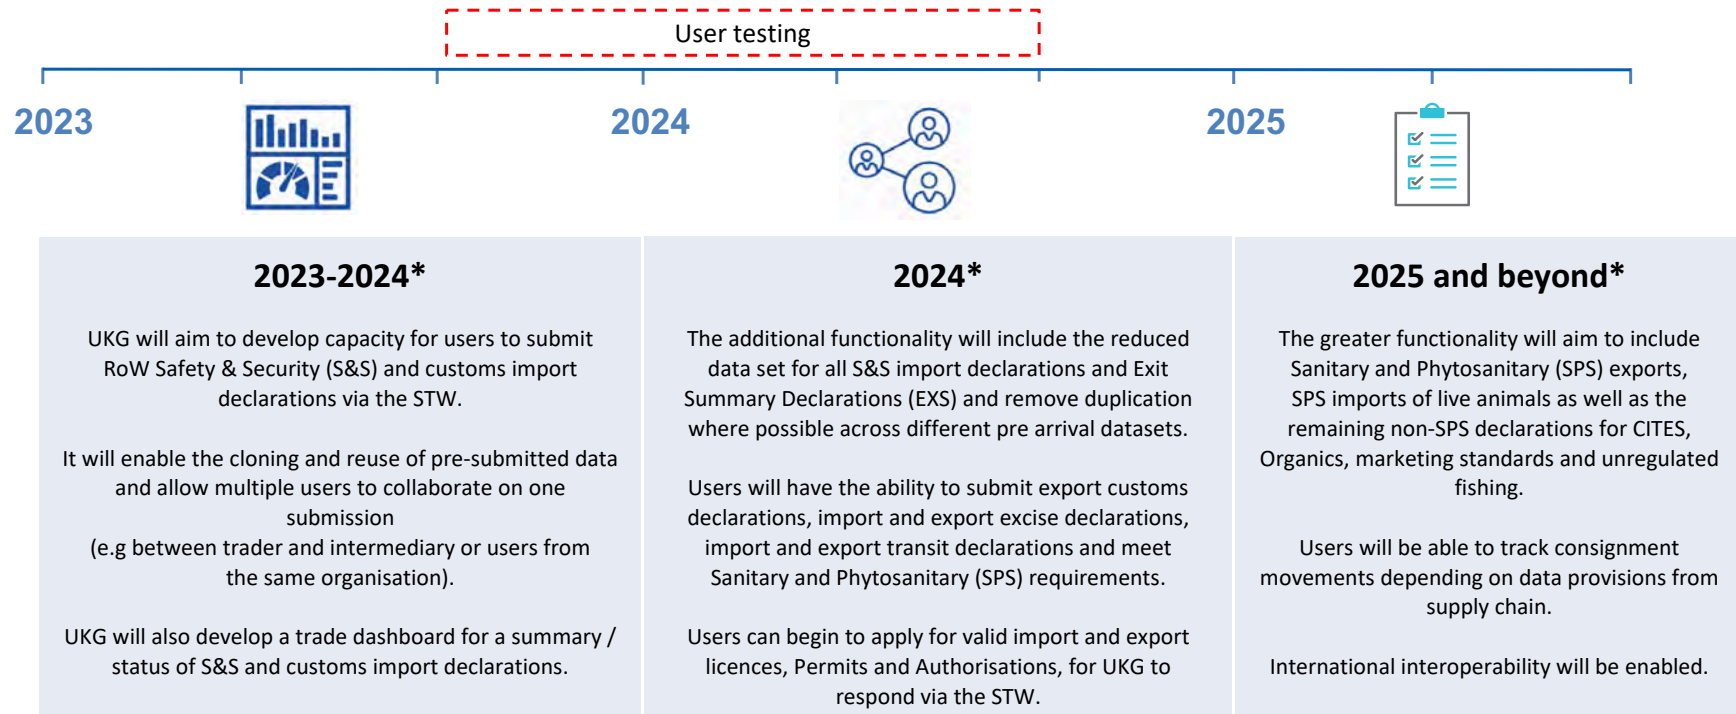 User testing
2023
2024
2025
2023-2024*
UKG will aim to develop capacity for users to submit
RoW Safety & Security (S&S) and customs import
declarations via the STW.
It will enable the cloning and reuse of pre-submitted data
and allow multiple users to collaborate on one
submission
(e.g between trader and intermediary or users from
the same organisation).
UKG will also develop a trade dashboard for a summary /
status of S&S and customs import declarations.
2024*
The additional functionality will include the reduced
data set for all S&S import declarations and Exit
Summary Declarations (EXS) and remove duplication
where possible across different pre arrival datasets.
Users will have the ability to submit export customs
declarations, import and export excise declarations,
import and export transit declarations and meet
Sanitary and Phytosanitary (SPS) requirements.
Users can begin to apply for valid import and export
licences, Permits and Authorisations, for UKG to
respond via the STW.
2025 and beyond*
The greater functionality will aim to include
Sanitary and Phytosanitary (SPS) exports,
SPS imports of live animals as well as the
remaining non-SPS declarations for CITES,
Organics, marketing standards and unregulated
fishing.
Users will be able to track consignment
movements depending on data provisions from
supply chain.
International interoperability will be enabled.